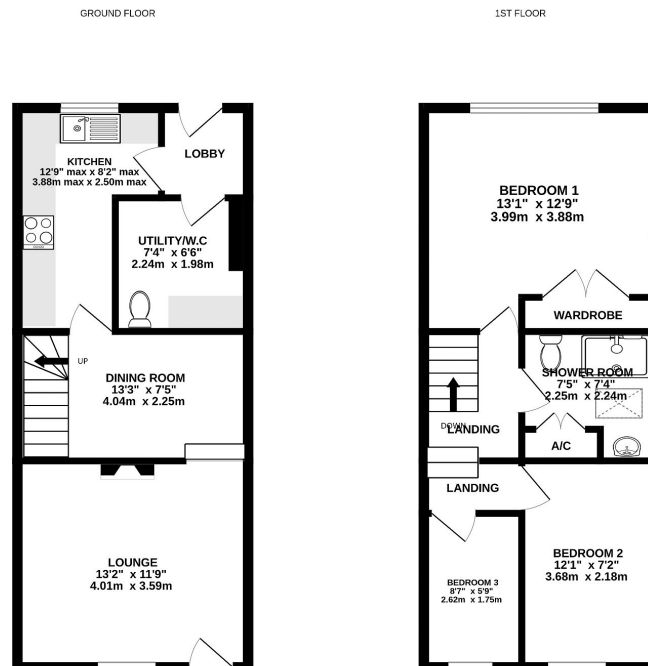 GROUND FLOOR
1ST FLOOR
KITCHEN
12'9" max x 8'2" max
3.88m max x 2.50m max
LOBBY
UTILITY/W.C
7'4" x 6'6"
2.24m x 1.98m
UP
DINING ROOM
13'3" x 7'5"
4.04m x 2.25m
LOUNGE
13'2" x 11'9"
4.01m x 3.59m
BEDROOM 1
13'1" x 12'9"
3.99m x 3.88m
WARDROBE
SHOWER ROOM
7'5" x 7'4"
2.25m x 2.24m
DOWN
LANDING
A/C
LANDING
BEDROOM 2
12'1" x 7'2"
3.68m x 2.18m
BEDROOM 3
8'7" x 5'9"
2.62m x 1.75m